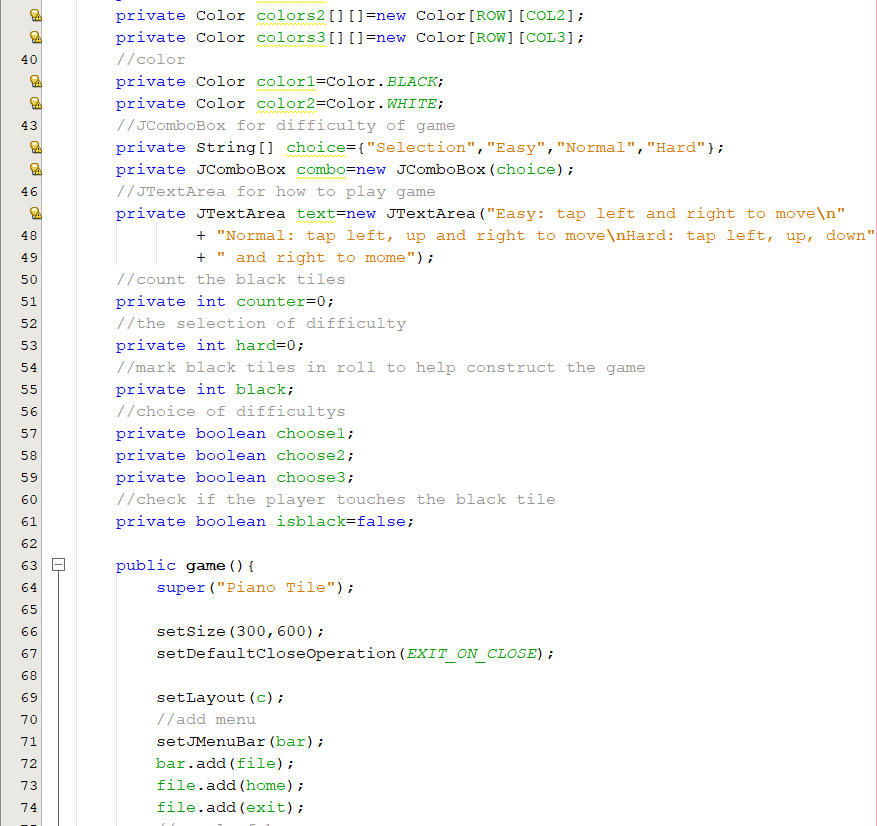 private Color colors2[][]=new Color[ROW][COL2];
private Color colors3[][]=new Color[ROW][COL3];
40 //color
private Color color1=Color.BLACK;
private Color color2=Color.WHITE;
43 //JComboBox for difficulty of game
private String[] choice={"Selection","Easy","Normal","Hard"};
private JComboBox combo=new JComboBox(choice);
46 //JTextArea for how to play game
private JTextArea text=new JTextArea("Easy: tap left and right to move\n"
48 + "Normal: tap left, up and right to move\nHard: tap left, up, down"
49 + " and right to mome");
50 //count the black tiles
51 private int counter=0;
52 //the selection of difficulty
53 private int hard=0;
54 //mark black tiles in roll to help construct the game
55 private int black;
56 //choice of difficultys
57 private boolean choose1;
58 private boolean choose2;
59 private boolean choose3;
60 //check if the player touches the black tile
61 private boolean isblack=false;
62
63 public game(){
64 super("Piano Tile");
65
66 setSize(300,600);
67 setDefaultCloseOperation(EXIT_ON_CLOSE);
68
69 setLayout(c);
70 //add menu
71 setJMenuBar(bar);
72 bar.add(file);
73 file.add(home);
74 file.add(exit);